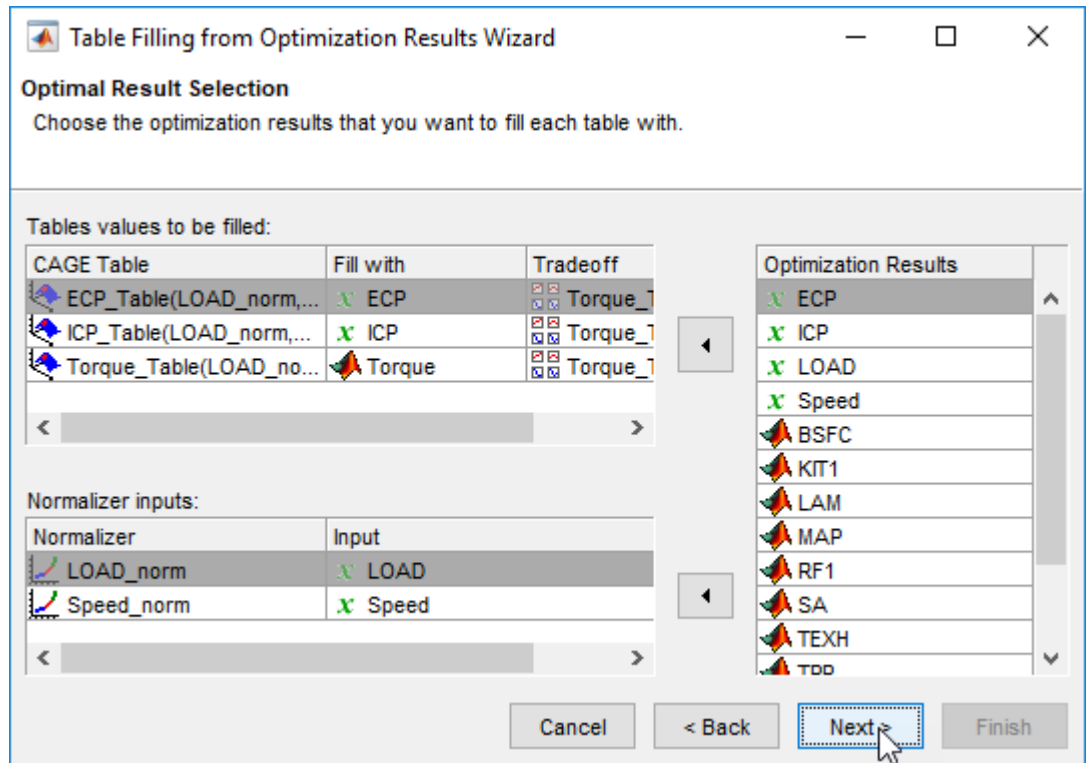 Table Filling from Optimization Results Wizard
Optimal Result Selection
Choose the optimization results that you want to fill each table with.
Tables values to be filled:
CAGE Table Fill with Tradeoff
ECP_Table(LOAD_norm,... x ECP Torque_T
ICP_Table(LOAD_norm,... x ICP Torque_T
Torque_Table(LOAD_no... Torque Torque_T
Normalizer inputs:
Normalizer Input
LOAD_norm x LOAD
Speed_norm x Speed
Optimization Results
x ECP
x ICP
x LOAD
x Speed
BSFC
KIT1
LAM
MAP
RF1
SA
TEXH
Cancel < Back Next > Finish